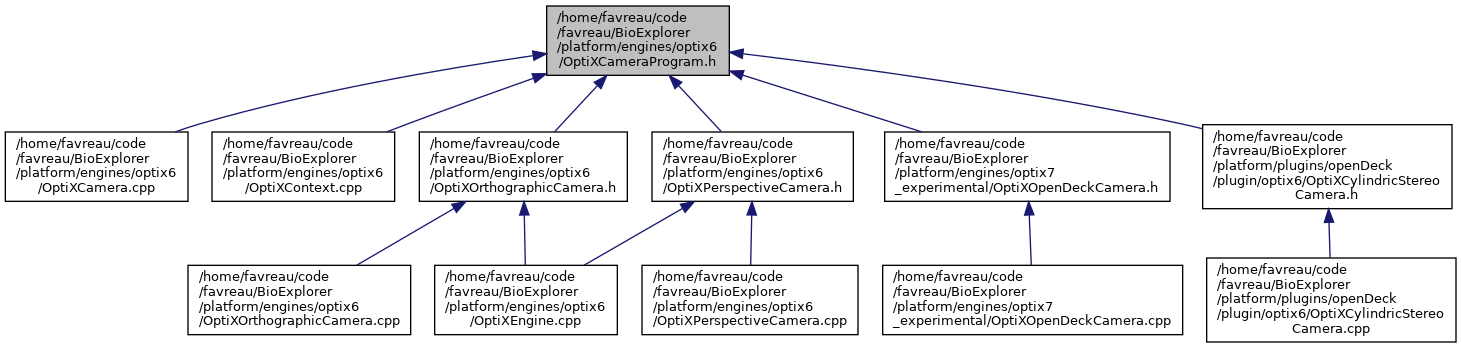 /home/favreau/code
/favreau/BioExplorer
/platform/engines/optix6
/OptiXCameraProgram.h
/home/favreau/code
/favreau/BioExplorer
/platform/engines/optix6
/OptiXCamera.cpp
/home/favreau/code
/favreau/BioExplorer
/platform/engines/optix6
/OptiXContext.cpp
/home/favreau/code
/favreau/BioExplorer
/platform/engines/optix6
/OptiXOrthographicCamera.h
/home/favreau/code
/favreau/BioExplorer
/platform/engines/optix6
/OptiXPerspectiveCamera.h
/home/favreau/code
/favreau/BioExplorer
/platform/engines/optix7
_experimental/OptiXOpenDeckCamera.h
/home/favreau/code
/favreau/BioExplorer
/platform/plugins/openDeck
/plugin/optix6/OptiXCylindricStereo
Camera.h
/home/favreau/code
/favreau/BioExplorer
/platform/engines/optix6
/OptiXOrthographicCamera.cpp
/home/favreau/code
/favreau/BioExplorer
/platform/engines/optix6
/OptiXEngine.cpp
/home/favreau/code
/favreau/BioExplorer
/platform/engines/optix6
/OptiXPerspectiveCamera.cpp
/home/favreau/code
/favreau/BioExplorer
/platform/engines/optix7
_experimental/OptiXOpenDeckCamera.cpp
/home/favreau/code
/favreau/BioExplorer
/platform/plugins/openDeck
/plugin/optix6/OptiXCylindricStereo
Camera.cpp